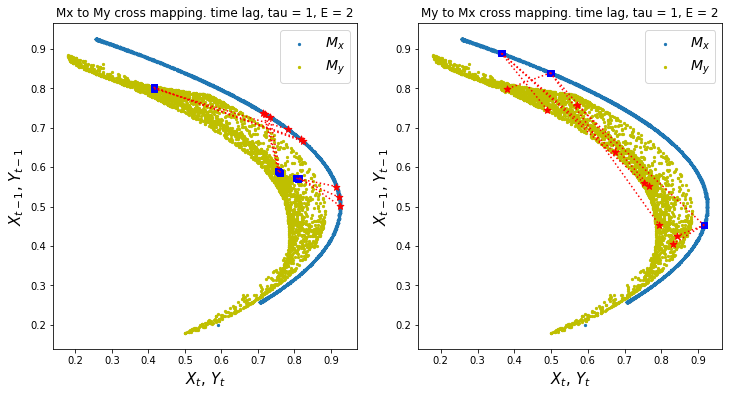 Mx to My cross mapping. time lag, tau = 1, E = 2
0.9
0.8
0.7
0.6
0.5
0.4
0.3
0.2
X_{t-1}, Y_{t-1}
M_x
M_y
0.2 0.3 0.4 0.5 0.6 0.7 0.8 0.9
X_t, Y_t
My to Mx cross mapping. time lag, tau = 1, E = 2
0.9
0.8
0.7
0.6
0.5
0.4
0.3
0.2
X_{t-1}, Y_{t-1}
M_x
M_y
0.2 0.3 0.4 0.5 0.6 0.7 0.8 0.9
X_t, Y_t